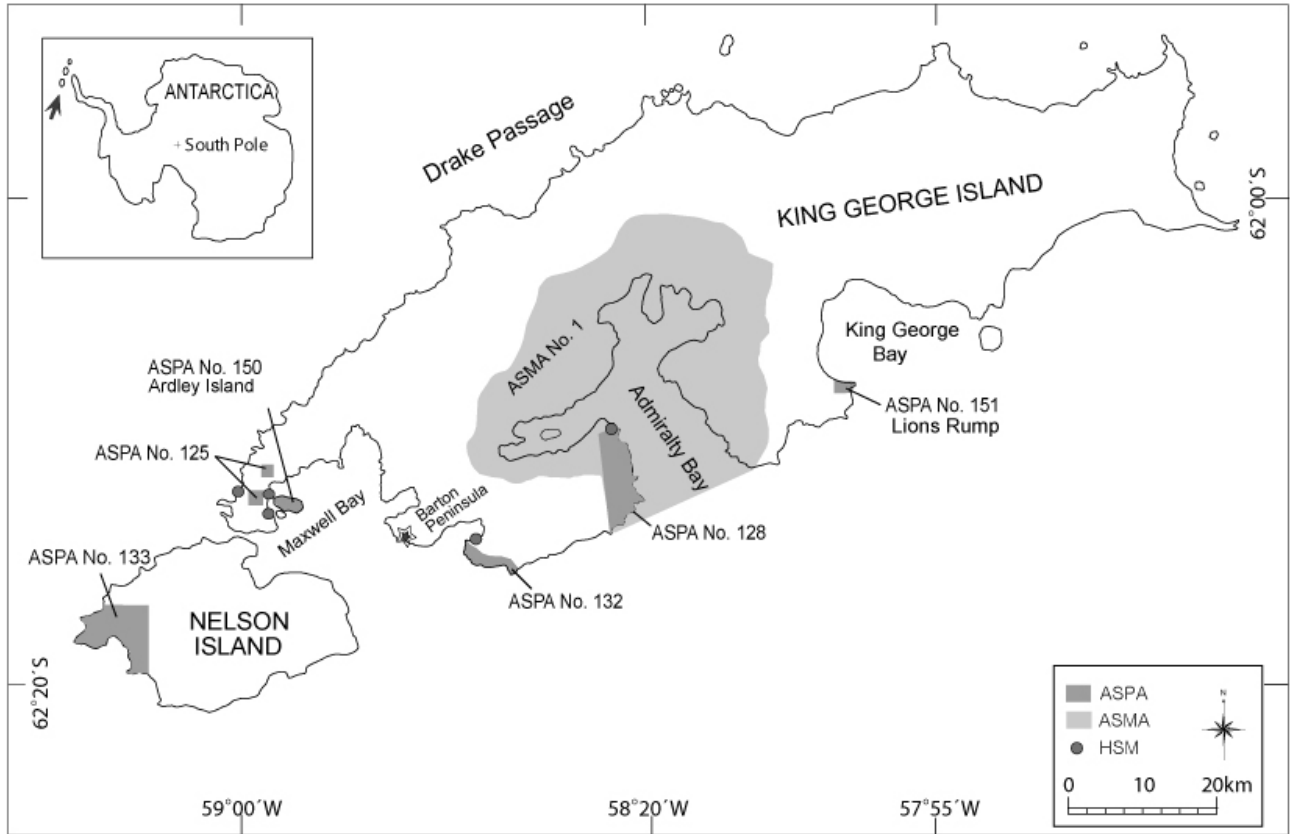 ANTARCTICA
+ South Pole
Drake Passage
KING GEORGE ISLAND
62°00´S
ASMA No. 1
King George
Bay
ASPA No. 150
Ardley Island
Admiralty Bay
ASPA No. 151
Lions Rump
ASPA No. 125
Maxwell Bay
Barton
Peninsula
ASPA No. 128
ASPA No. 133
ASPA No. 132
NELSON
ISLAND
62°20´S
ASPA
ASMA
HSM
N
0 10 20km
59°00´W
58°20´W
57°55´W